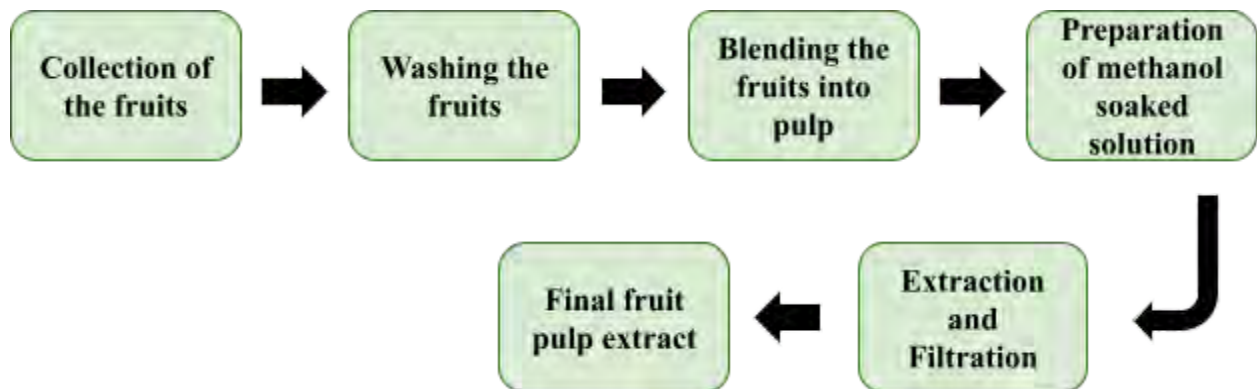 Collection of
the fruits
Washing the
fruits
Blending the
fruits into
pulp
Preparation
of methanol
soaked
solution
Extraction
and
Filtration
Final fruit
pulp extract